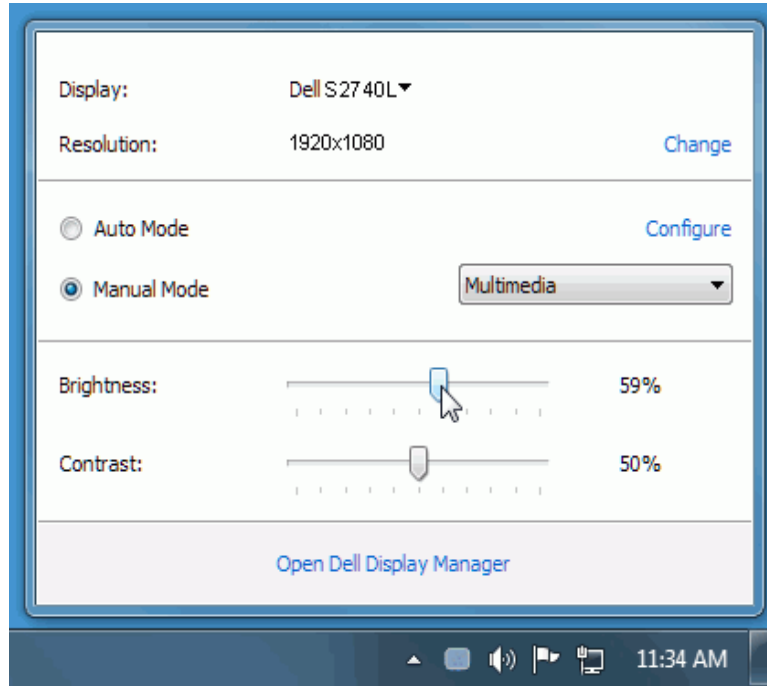 Display: Dell S2740L
Resolution: 1920x1080 Change
Auto Mode Configure
Manual Mode Multimedia
Brightness: 59%
Contrast: 50%
Open Dell Display Manager
11:34 AM